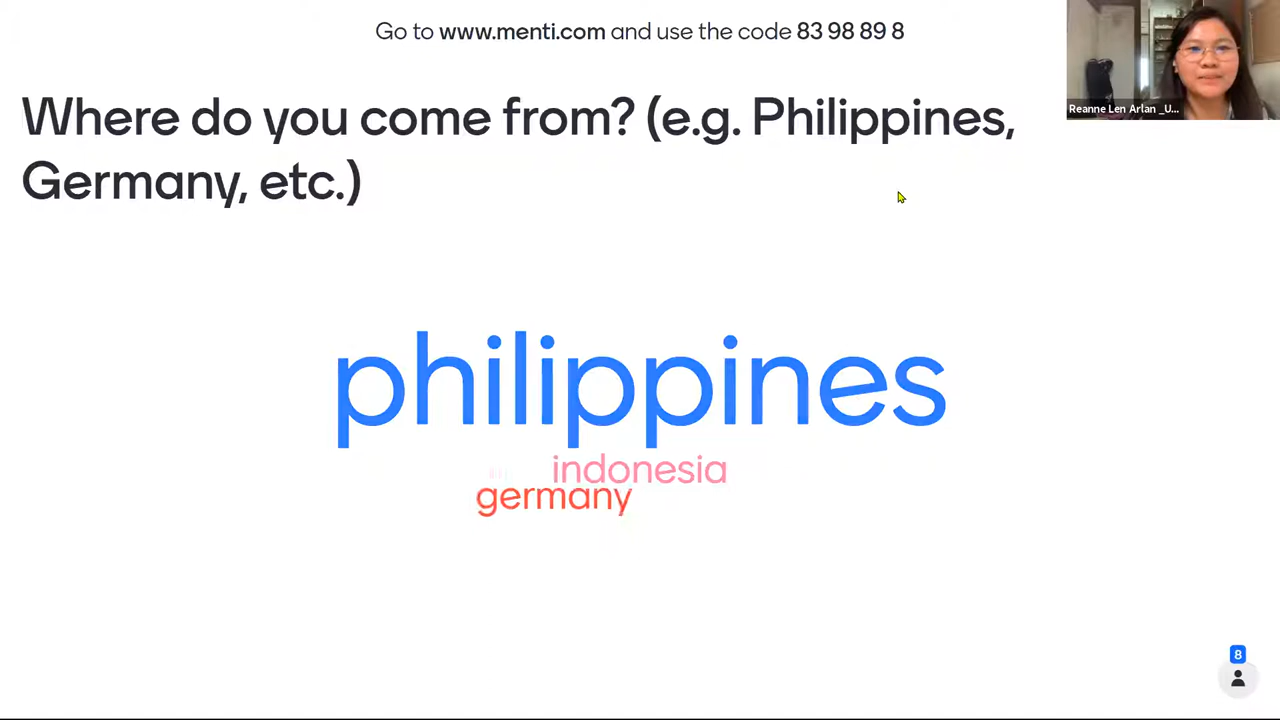 Go to www.menti.com and use the code 83 98 89 8
Reanne Len Arlan _U...
Where do you come from? (e.g. Philippines,
Germany, etc.)
philippines
indonesia
germany
8